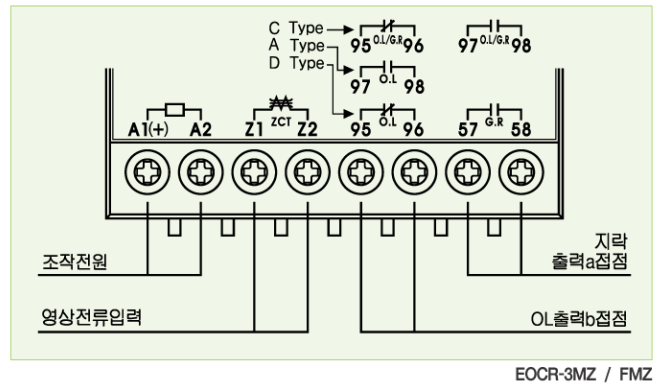 C Type 95 O.L/G.R 96 97 O.L/G.R 98
A Type 97 O.L 98
D Type
A1(+) A2 Z1 ZCT Z2 95 O.L 96 57 G.R 58
조작전원
지락
출력a접점
영상전류입력
OL출력b접점
EOCR-3MZ / FMZ